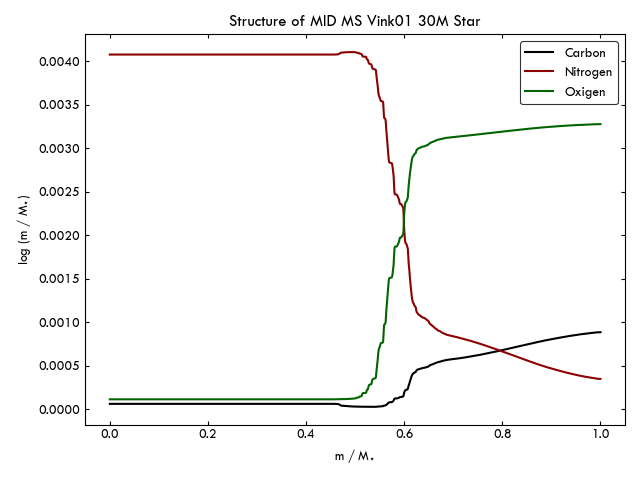 Structure of MID MS Vink01 30M Star
Carbon
Nitrogen
Oxigen
log (m / M⋆)
0.0040
0.0035
0.0030
0.0025
0.0020
0.0015
0.0010
0.0005
0.0000
0.0 0.2 0.4 0.6 0.8 1.0
m / M⋆